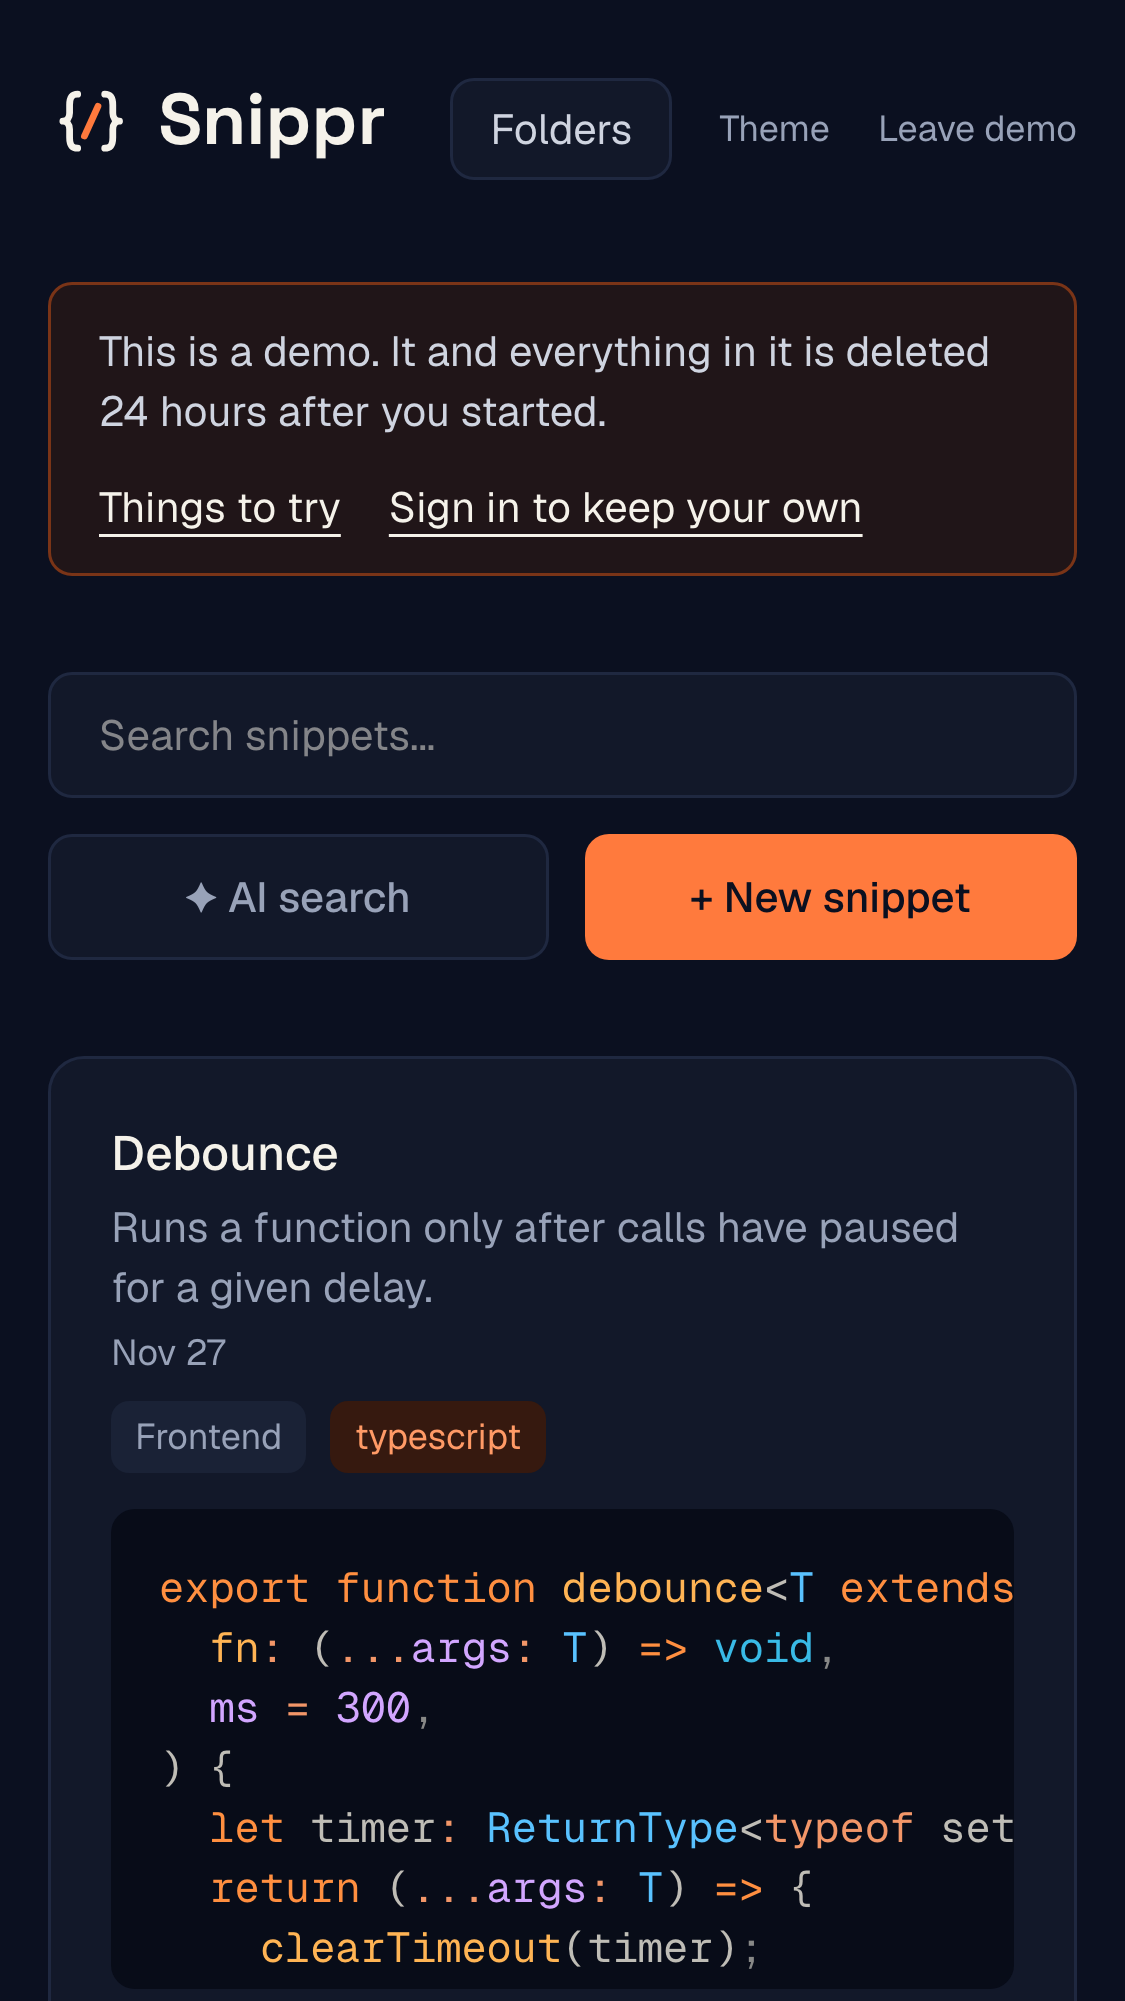 {/} Snippr
Folders
Theme
Leave demo
This is a demo. It and everything in it is deleted
24 hours after you started.
Things to try
Sign in to keep your own
Search snippets...
✦ AI search
+ New snippet
Debounce
Runs a function only after calls have paused
for a given delay.
Nov 27
Frontend
typescript
export function debounce<T extends
  fn: (...args: T) => void,
  ms = 300,
) {
  let timer: ReturnType<typeof set
  return (...args: T) => {
    clearTimeout(timer);